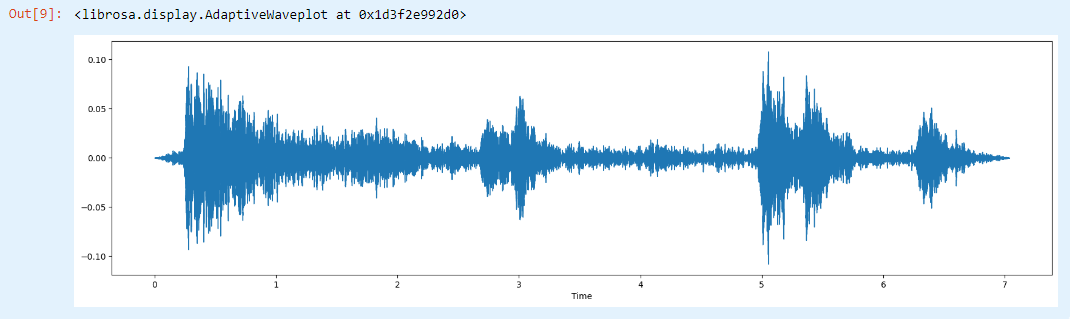 Out[9]: <librosa.display.AdaptiveWaveplot at 0x1d3f2e992d0>
0.10
0.05
0.00
−0.05
−0.10
0 1 2 3 4 5 6 7
Time